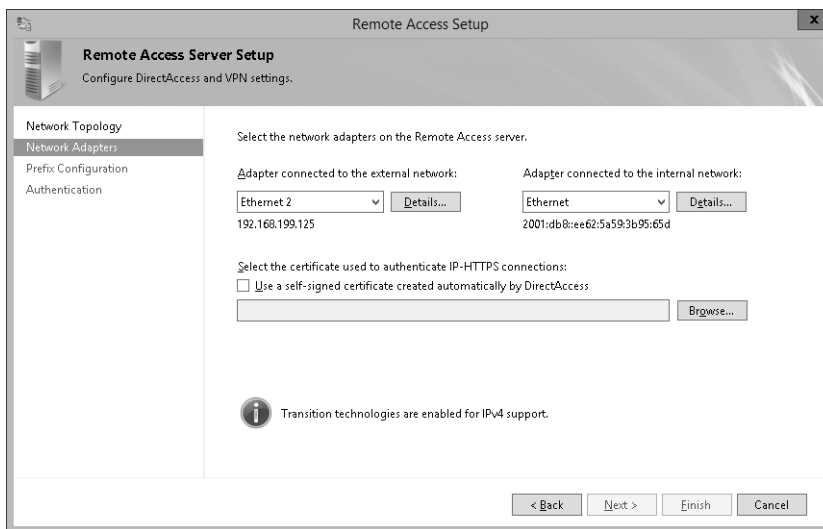 Remote Access Setup
x
Remote Access Server Setup
Configure DirectAccess and VPN settings.
Network Topology
Network Adapters
Prefix Configuration
Authentication
Select the network adapters on the Remote Access server.
Adapter connected to the external network:
Ethernet 2
Details...
192.168.199.125
Adapter connected to the internal network:
Ethernet
Details...
2001:db8::ee62:5a59:3b95:65d
Select the certificate used to authenticate IP-HTTPS connections:
Use a self-signed certificate created automatically by DirectAccess
Browse...
Transition technologies are enabled for IPv4 support.
< Back
Next >
Finish
Cancel